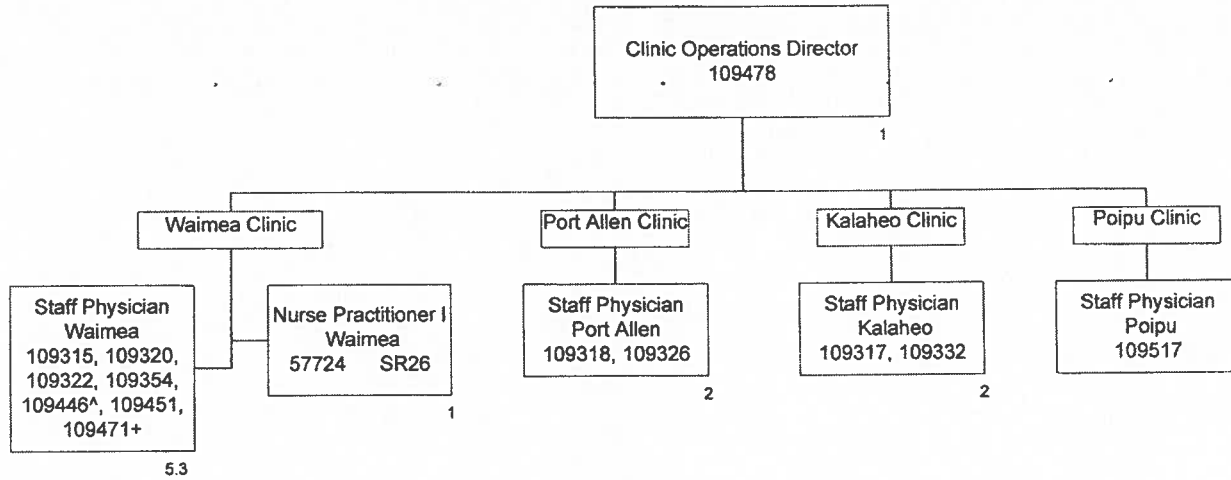 Clinic Operations Director
109478
1
Waimea Clinic
Port Allen Clinic
Kalaheo Clinic
Poipu Clinic
Staff Physician
Waimea
109315, 109320,
109322, 109354,
109446^, 109451,
109471+
5.3
Nurse Practitioner I
Waimea
57724 SR26
1
Staff Physician
Port Allen
109318, 109326
2
Staff Physician
Kalaheo
109317, 109332
2
Staff Physician
Poipu
109517